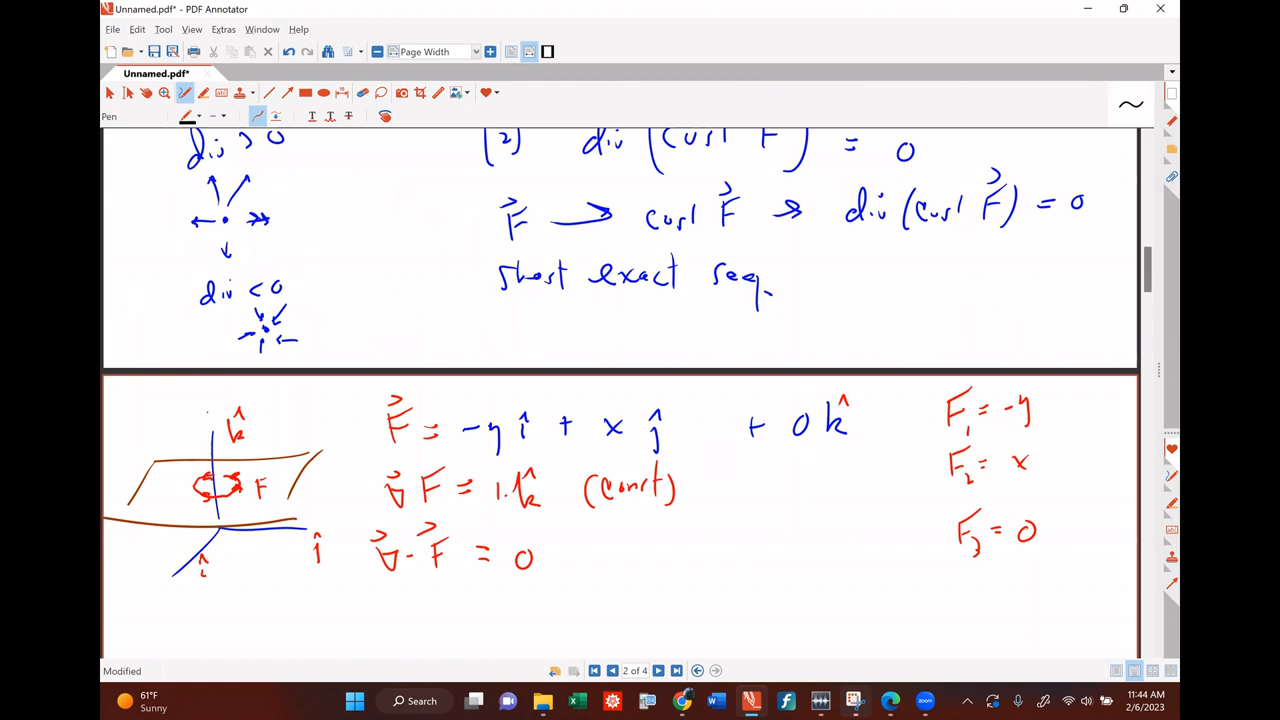 Unnamed.pdf* - PDF Annotator
File Edit Tool View Extras Window Help
Page Width
Unnamed.pdf*
Pen
div > 0
(2) div (curl F) = 0
F → curl F → div (curl F) = 0
short exact seq.
div < 0
k̂
F
î
ĵ
F⃗ = -y î + x ĵ + 0 k̂
∇⃗ F = 1. k̂ (const)
∇⃗ · F⃗ = 0
F₁ = -y
F₂ = x
F₃ = 0
Modified
2 of 4
61°F
Sunny
Search
11:44 AM
2/6/2023